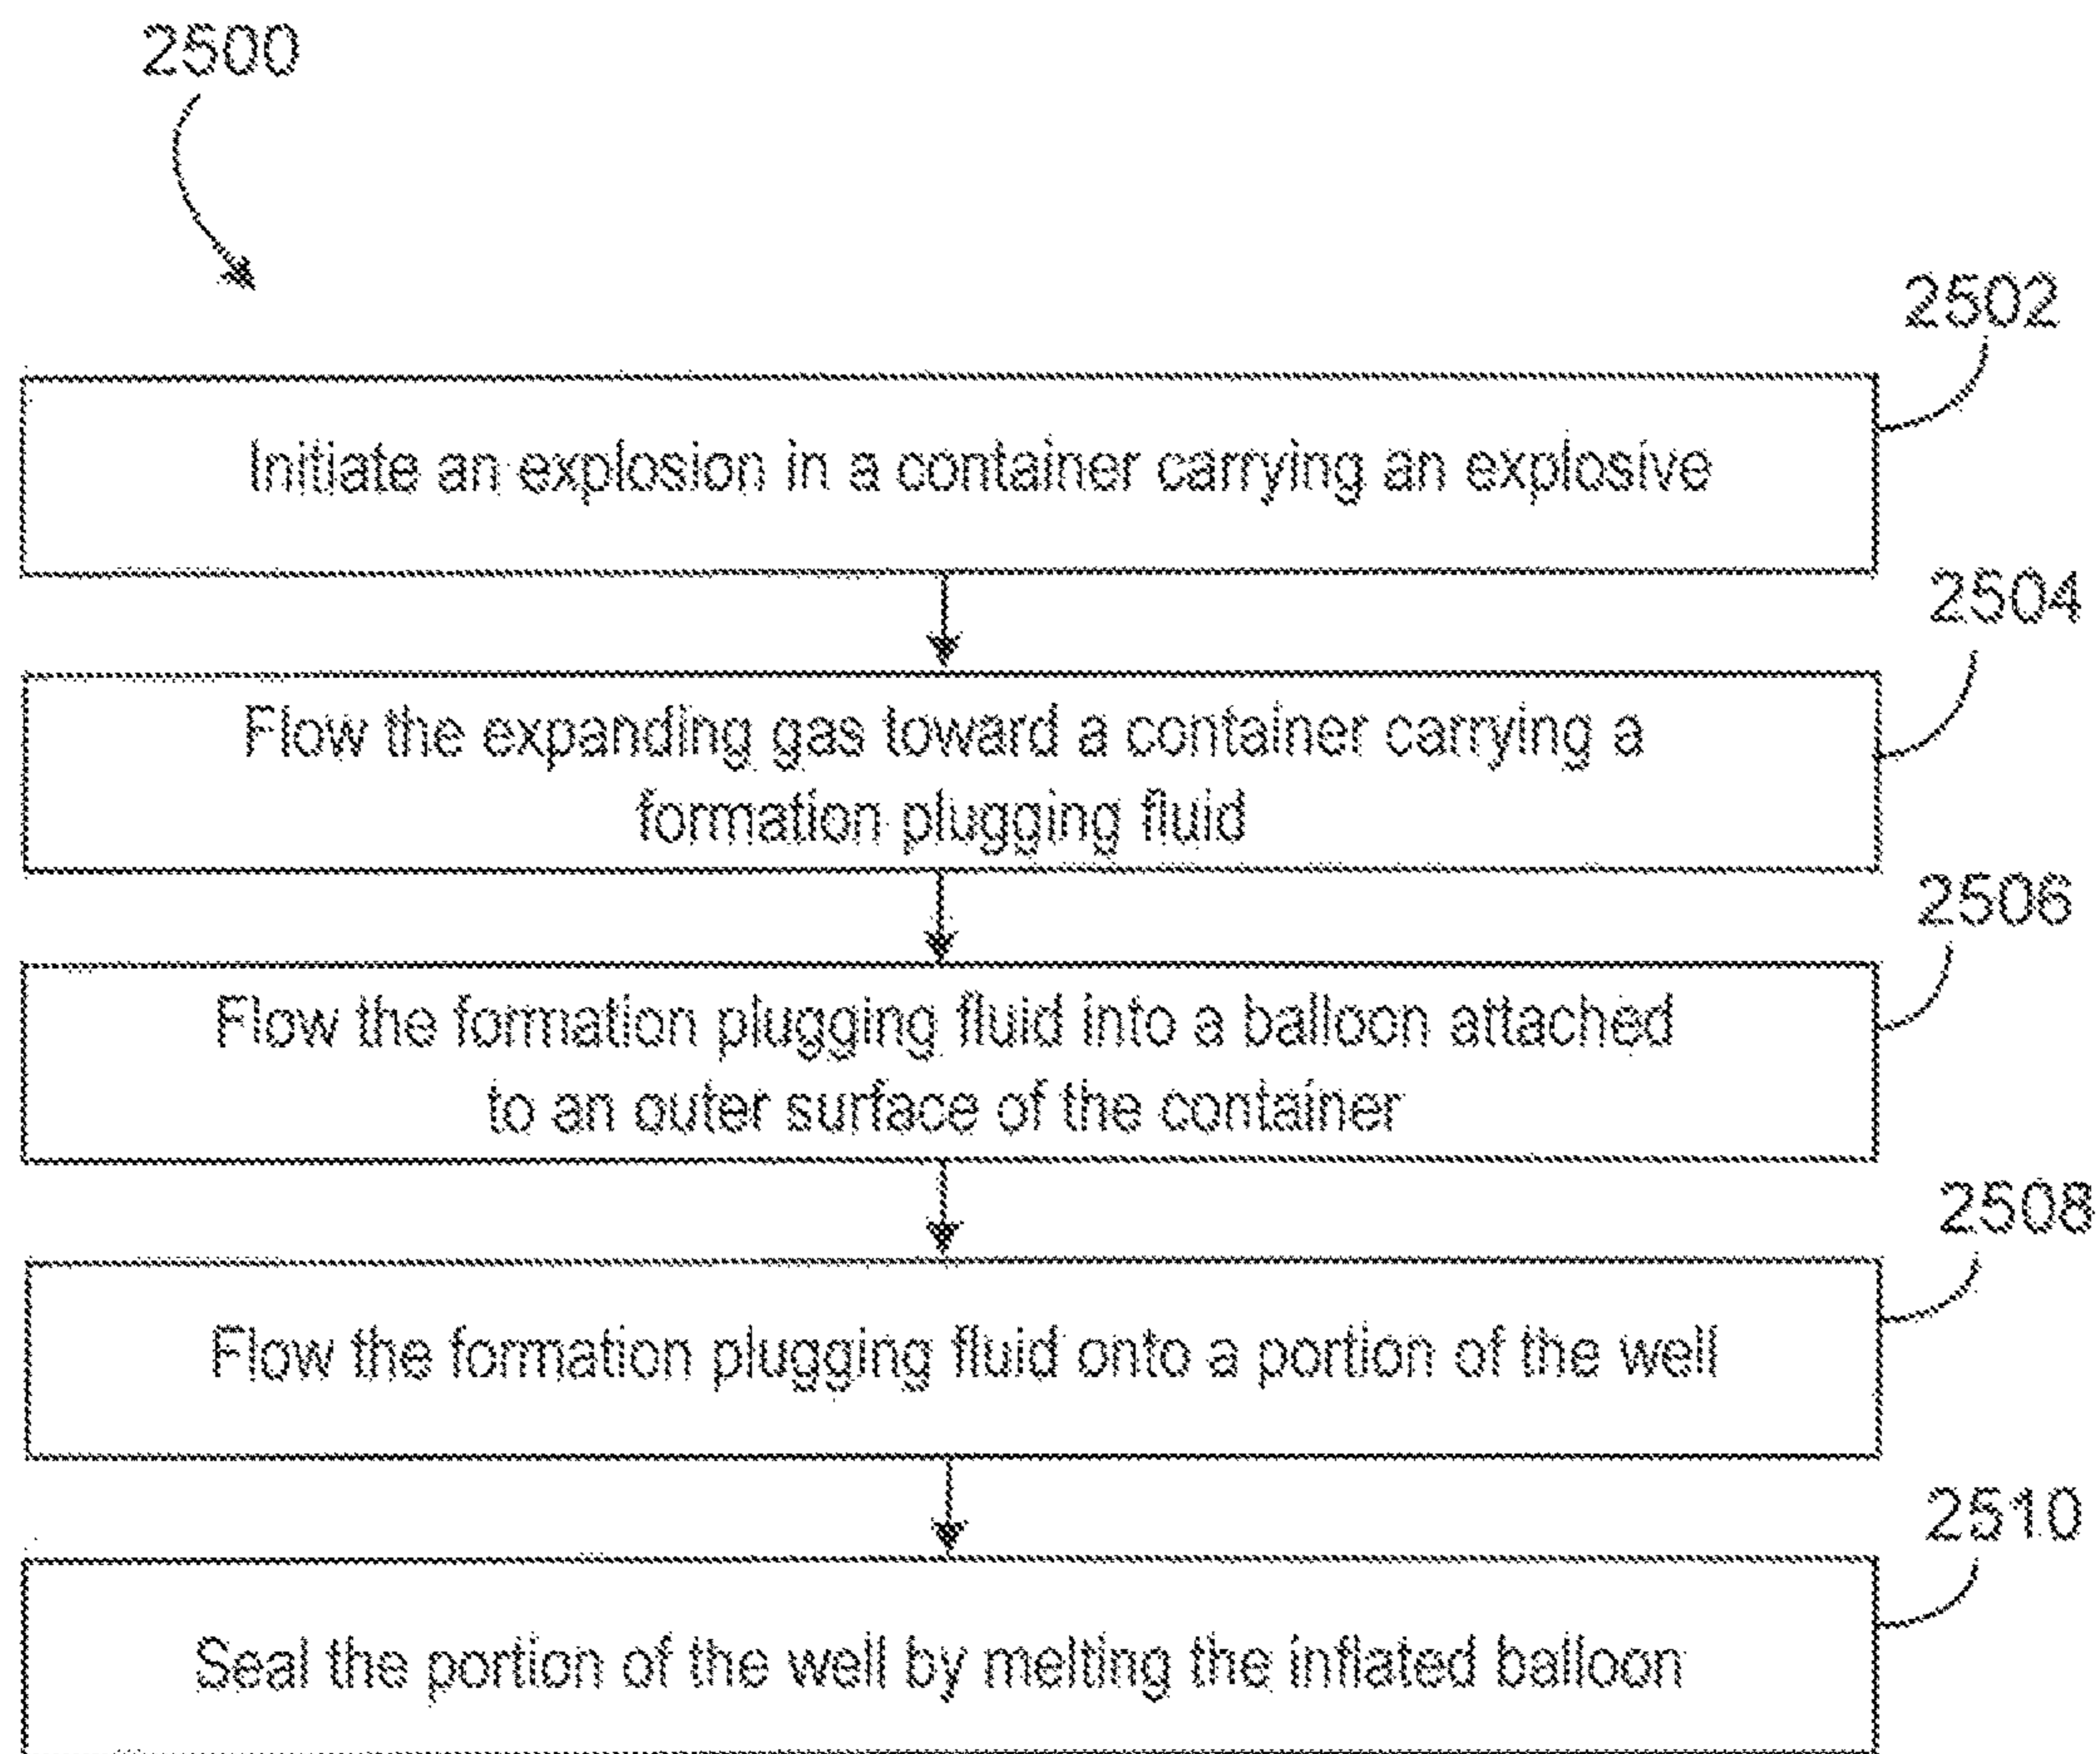 2500
2502
Initiate an explosion in a container carrying an explosive
2504
Flow the expanding gas toward a container carrying a
formation plugging fluid
2506
Flow the formation plugging fluid into a balloon attached
to an outer surface of the container
2508
Flow the formation plugging fluid onto a portion of the well
2510
Seal the portion of the well by melting the inflated balloon